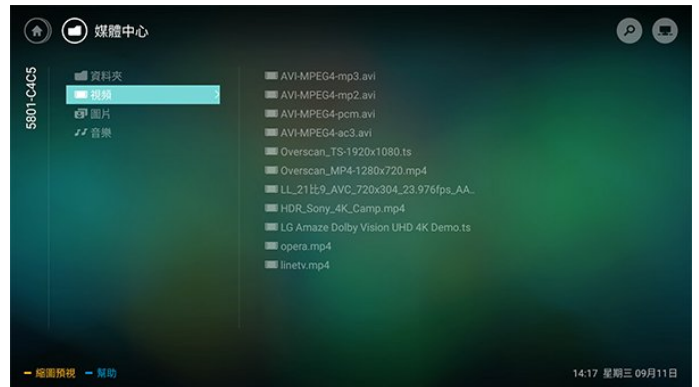 媒體中心
5801-C4C5
資料夾
視頻
圖片
音樂
AVI-MPEG4-mp3.avi
AVI-MPEG4-mp2.avi
AVI-MPEG4-pcm.avi
AVI-MPEG4-ac3.avi
Overscan_TS-1920x1080.ts
Overscan_MP4-1280x720.mp4
LL_21比9_AVC_720x304_23.976fps_AA..
HDR_Sony_4K_Camp.mp4
LG Amaze Dolby Vision UHD 4K Demo.ts
opera.mp4
linetv.mp4
縮圖預視 幫助
14:17 星期三 09月11日